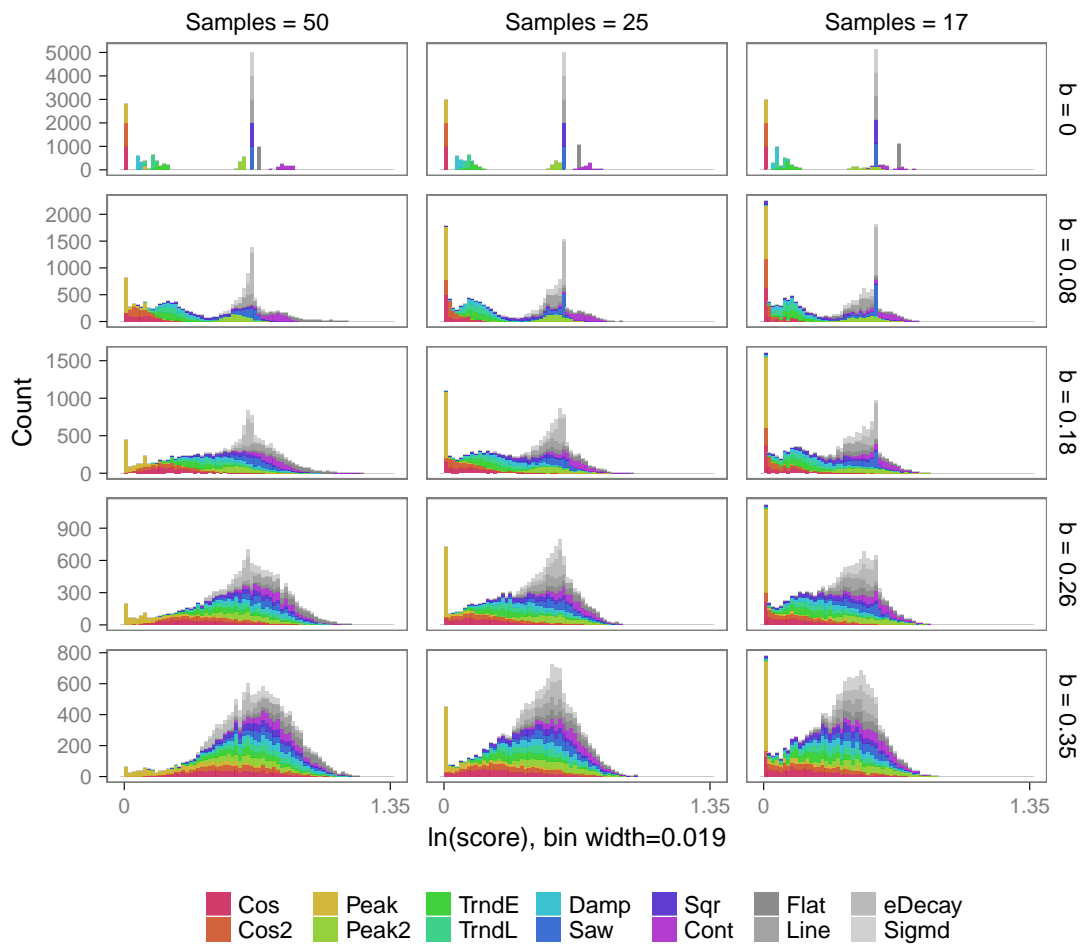 Samples = 50 Samples = 25 Samples = 17
5000
4000
3000
2000
1000
0
b = 0
2000
1500
1000
500
0
b = 0.08
1500
1000
500
0
b = 0.18
900
600
300
0
b = 0.26
800
600
400
200
0
b = 0.35
Count
0 1.35 0 1.35 0 1.35
ln(score), bin width=0.019
Cos Peak TrndE Damp Sqr Flat eDecay
Cos2 Peak2 TrndL Saw Cont Line Sigmd